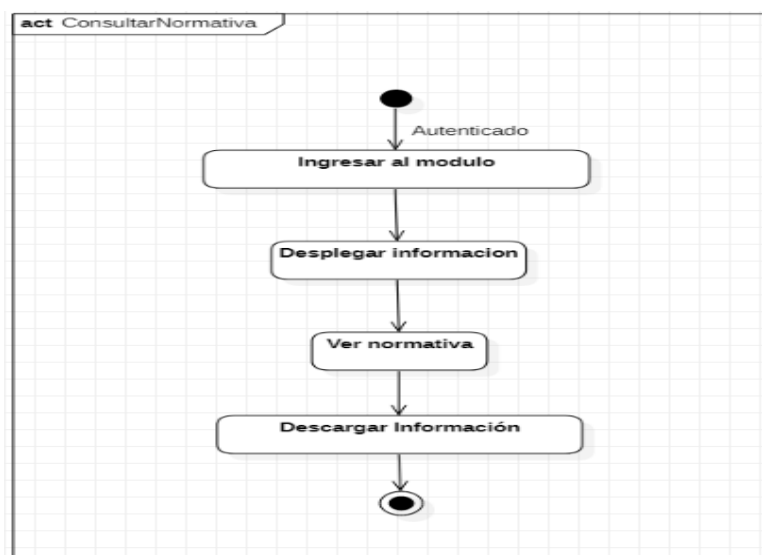 act ConsultarNormativa
Autenticado
Ingresar al modulo
Desplegar informacion
Ver normativa
Descargar Información